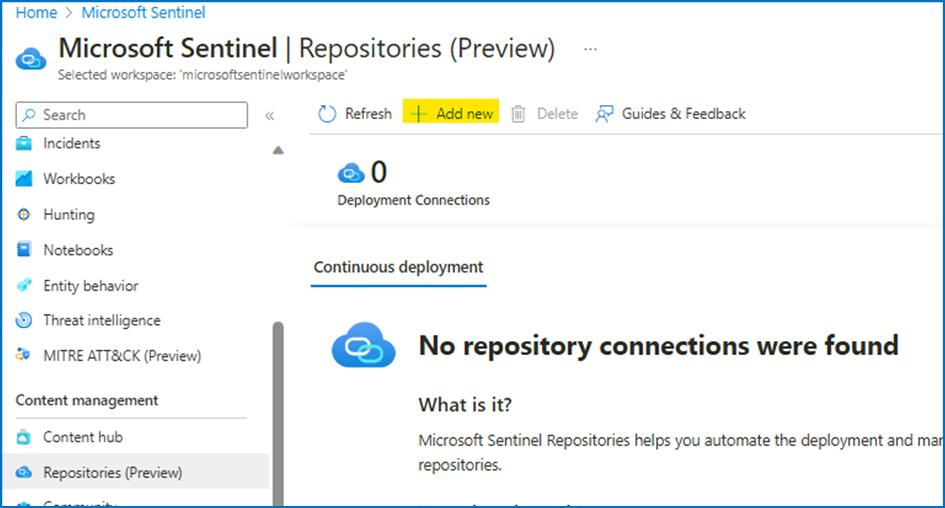 Home > Microsoft Sentinel
Microsoft Sentinel | Repositories (Preview) ...
Selected workspace: 'microsoftsentinelworkspace'
Search «
Refresh + Add new Delete Guides & Feedback
Incidents
Workbooks
Hunting
Notebooks
Entity behavior
Threat intelligence
MITRE ATT&CK (Preview)
Content management
Content hub
Repositories (Preview)
Community
0
Deployment Connections
Continuous deployment
No repository connections were found
What is it?
Microsoft Sentinel Repositories helps you automate the deployment and mar
repositories.